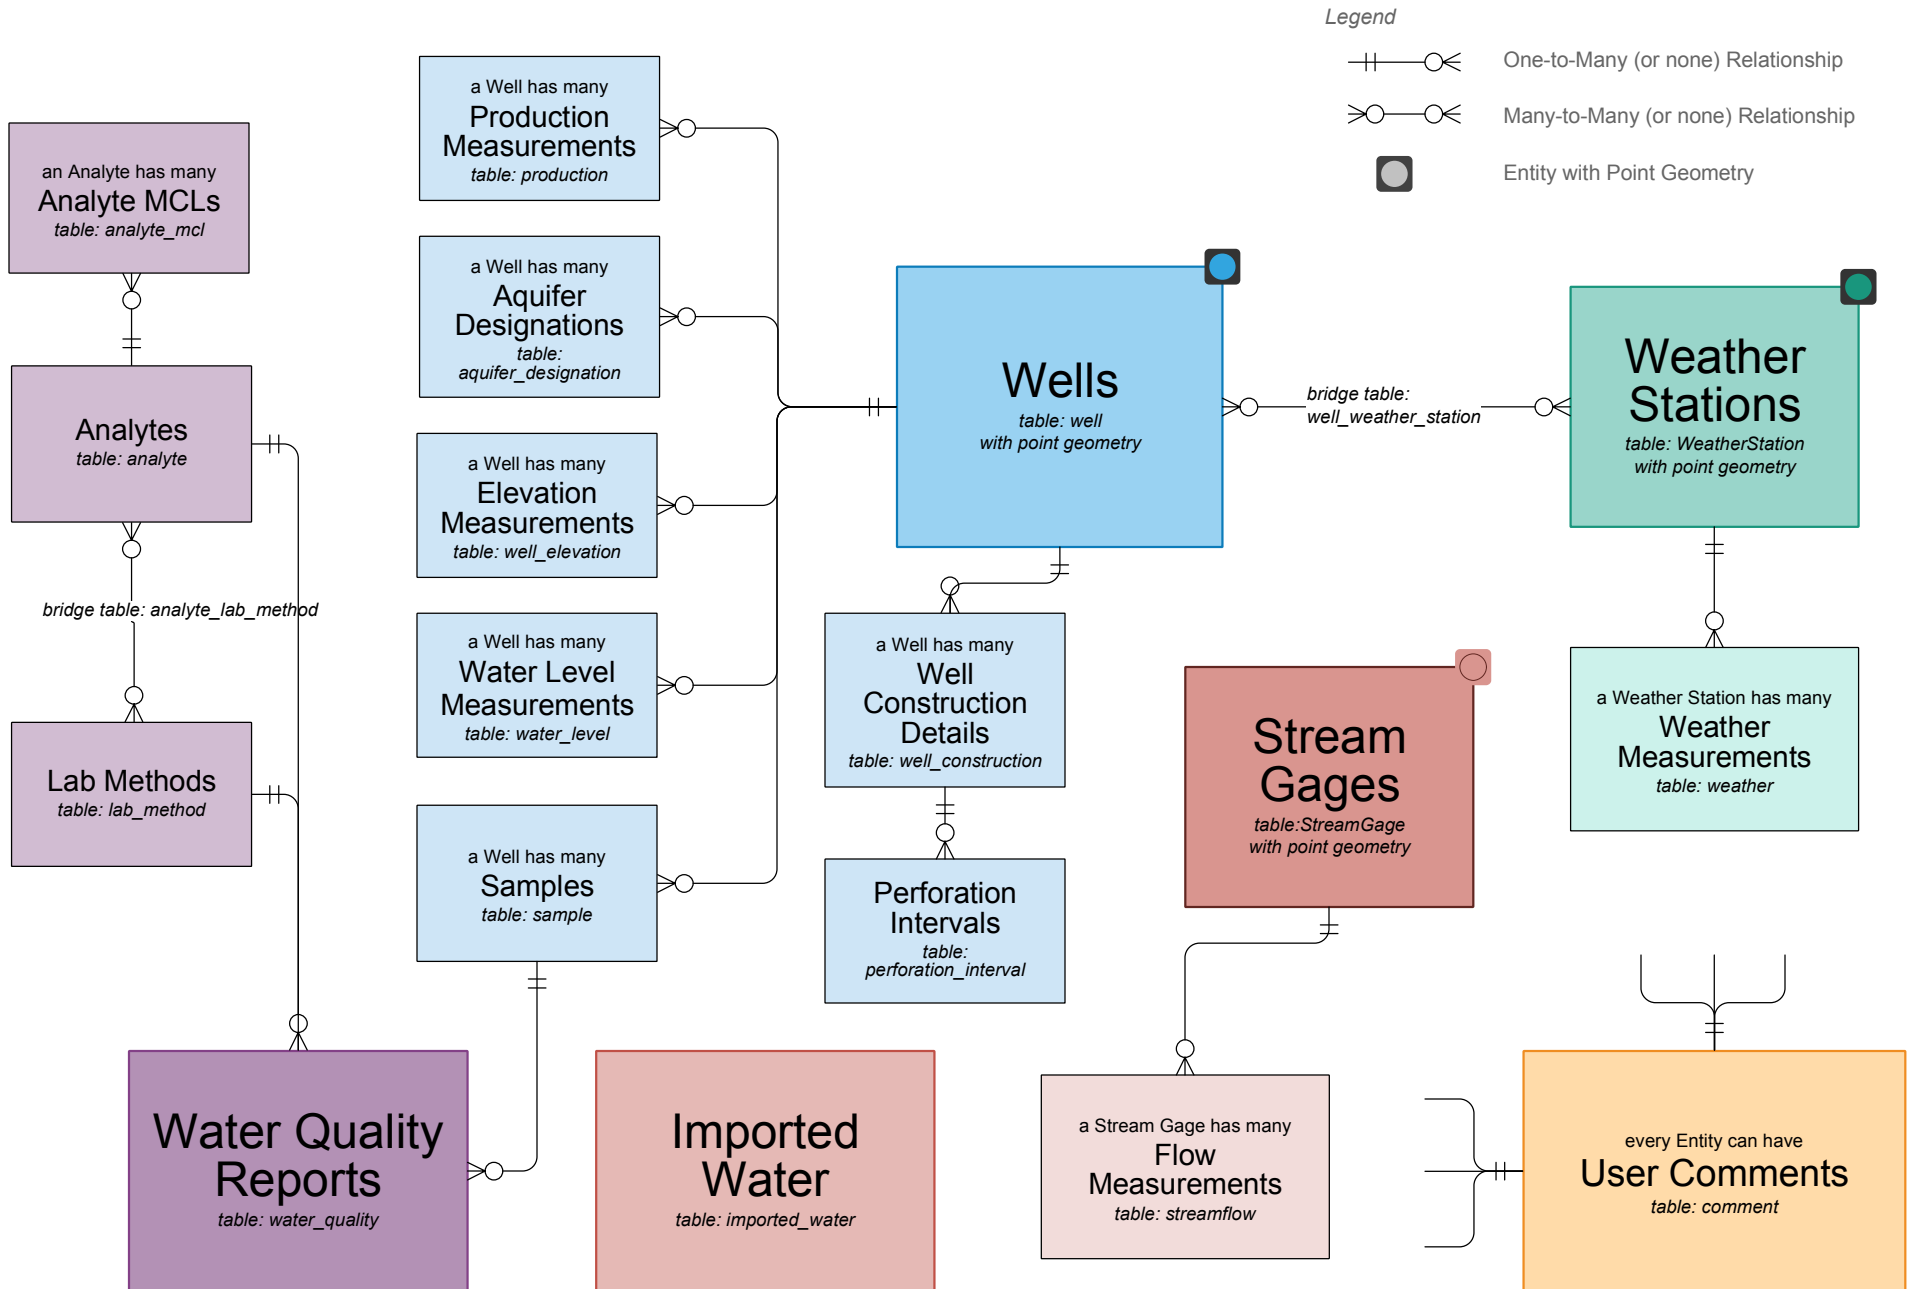 Legend
One-to-Many (or none) Relationship
Many-to-Many (or none) Relationship
Entity with Point Geometry
an Analyte has many
Analyte MCLs
table: analyte_mcl
Analytes
table: analyte
bridge table: analyte_lab_method
Lab Methods
table: lab_method
a Well has many
Production
Measurements
table: production
a Well has many
Aquifer
Designations
table:
aquifer_designation
a Well has many
Elevation
Measurements
table: well_elevation
a Well has many
Water Level
Measurements
table: water_level
a Well has many
Samples
table: sample
Wells
table: well
with point geometry
bridge table:
well_weather_station
Weather
Stations
table: WeatherStation
with point geometry
a Well has many
Well
Construction
Details
table: well_construction
Perforation
Intervals
table:
perforation_interval
Stream
Gages
table:StreamGage
with point geometry
a Weather Station has many
Weather
Measurements
table: weather
Water Quality
Reports
table: water_quality
Imported
Water
table: imported_water
a Stream Gage has many
Flow
Measurements
table: streamflow
every Entity can have
User Comments
table: comment